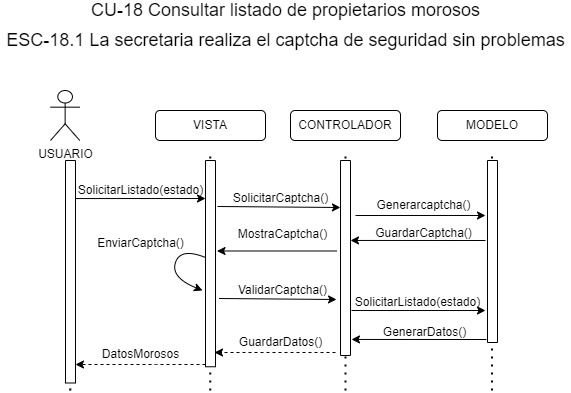 CU-18 Consultar listado de propietarios morosos
ESC-18.1 La secretaria realiza el captcha de seguridad sin problemas
USUARIO
VISTA
CONTROLADOR
MODELO
SolicitarListado(estado)
SolicitarCaptcha()
Generarcaptcha()
GuardarCaptcha()
MostraCaptcha()
EnviarCaptcha()
ValidarCaptcha()
SolicitarListado(estado)
GenerarDatos()
GuardarDatos()
DatosMorosos